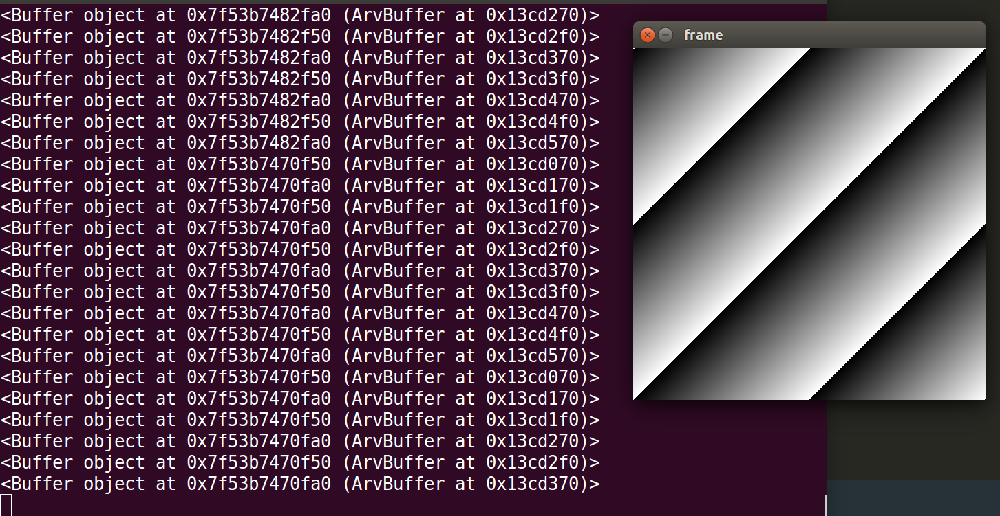 <Buffer object at 0x7f53b7482fa0 (ArvBuffer at 0x13cd270)>
<Buffer object at 0x7f53b7482f50 (ArvBuffer at 0x13cd2f0)>
<Buffer object at 0x7f53b7482fa0 (ArvBuffer at 0x13cd370)>
<Buffer object at 0x7f53b7482f50 (ArvBuffer at 0x13cd3f0)>
<Buffer object at 0x7f53b7482fa0 (ArvBuffer at 0x13cd470)>
<Buffer object at 0x7f53b7482f50 (ArvBuffer at 0x13cd4f0)>
<Buffer object at 0x7f53b7482fa0 (ArvBuffer at 0x13cd570)>
<Buffer object at 0x7f53b7470f50 (ArvBuffer at 0x13cd070)>
<Buffer object at 0x7f53b7470fa0 (ArvBuffer at 0x13cd170)>
<Buffer object at 0x7f53b7470f50 (ArvBuffer at 0x13cd1f0)>
<Buffer object at 0x7f53b7470fa0 (ArvBuffer at 0x13cd270)>
<Buffer object at 0x7f53b7470f50 (ArvBuffer at 0x13cd2f0)>
<Buffer object at 0x7f53b7470fa0 (ArvBuffer at 0x13cd370)>
<Buffer object at 0x7f53b7470f50 (ArvBuffer at 0x13cd3f0)>
<Buffer object at 0x7f53b7470fa0 (ArvBuffer at 0x13cd470)>
<Buffer object at 0x7f53b7470f50 (ArvBuffer at 0x13cd4f0)>
<Buffer object at 0x7f53b7470fa0 (ArvBuffer at 0x13cd570)>
<Buffer object at 0x7f53b7470f50 (ArvBuffer at 0x13cd070)>
<Buffer object at 0x7f53b7470fa0 (ArvBuffer at 0x13cd170)>
<Buffer object at 0x7f53b7470f50 (ArvBuffer at 0x13cd1f0)>
<Buffer object at 0x7f53b7470fa0 (ArvBuffer at 0x13cd270)>
<Buffer object at 0x7f53b7470f50 (ArvBuffer at 0x13cd2f0)>
<Buffer object at 0x7f53b7470fa0 (ArvBuffer at 0x13cd370)>
frame